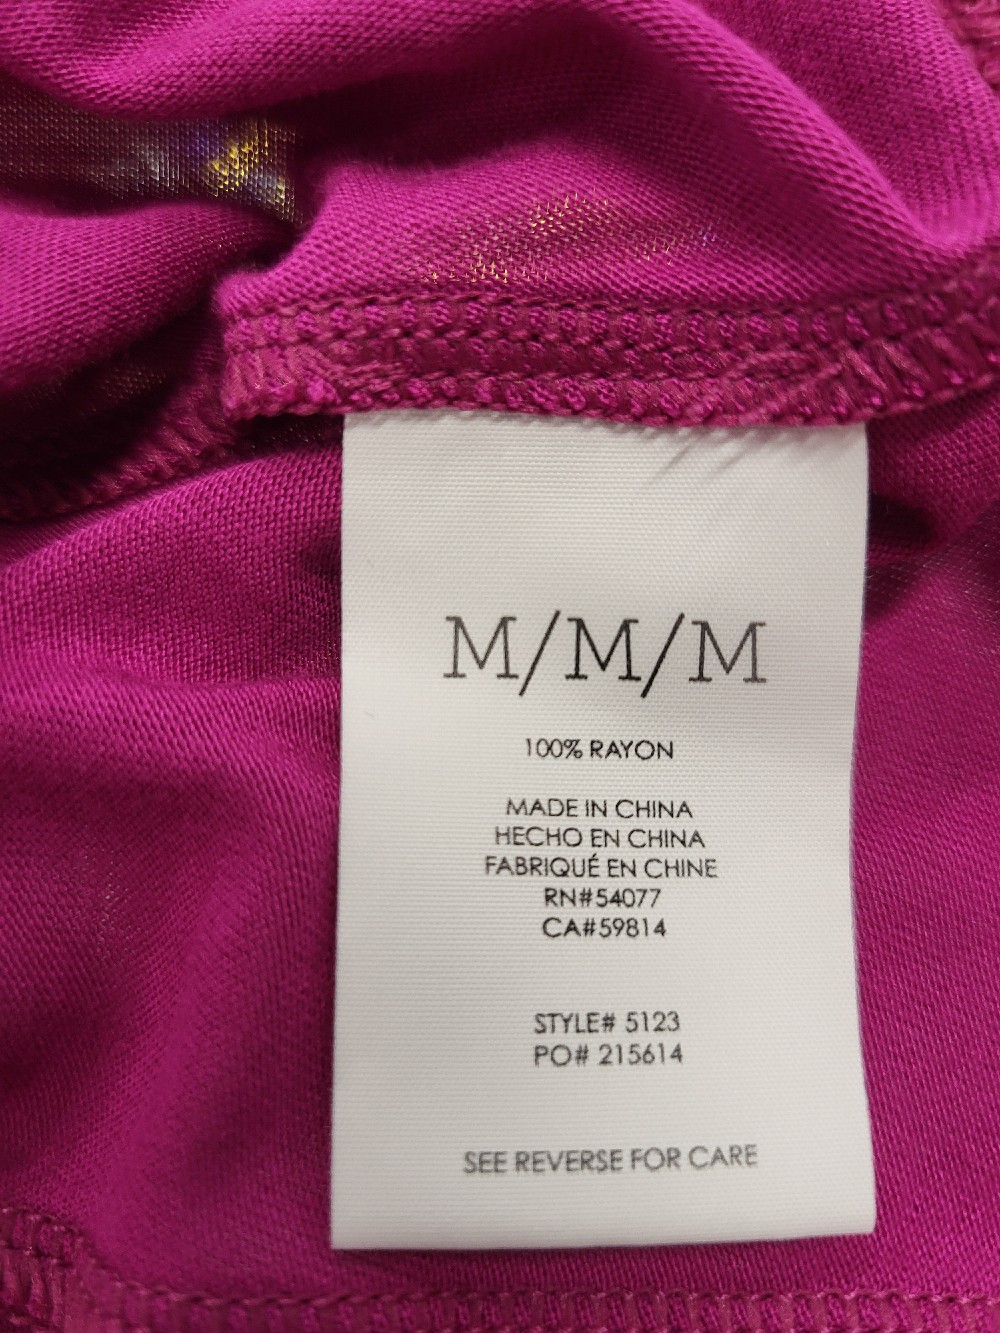 M/M/M
100% RAYON
MADE IN CHINA
HECHO EN CHINA
FABRIQUÉ EN CHINE
RN#54077
CA#59814
STYLE# 5123
PO# 215614
SEE REVERSE FOR CARE